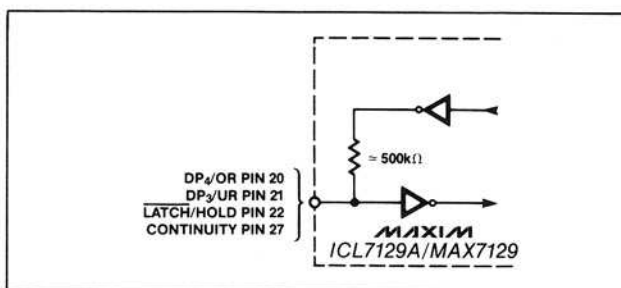 ≃ 500kΩ
DP₄/OR PIN 20
DP₃/UR PIN 21
LATCH/HOLD PIN 22
CONTINUITY PIN 27
MAXIM
ICL7129A/MAX7129